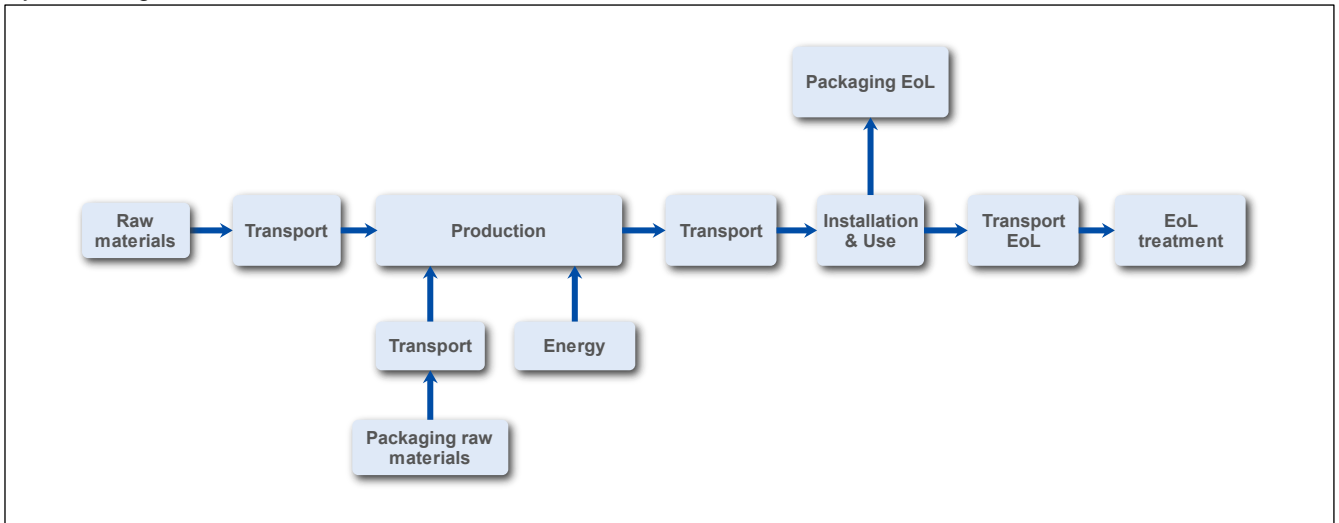 Packaging EoL
Raw
materials
Transport
Production
Transport
Installation
& Use
Transport
EoL
EoL
treatment
Transport
Energy
Packaging raw
materials